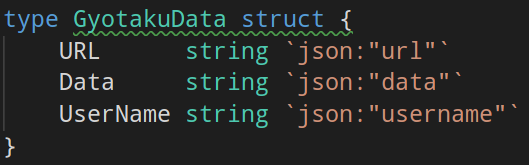 type GyotakuData struct {
    URL      string `json:"url"`
    Data     string `json:"data"`
    UserName string `json:"username"`
}